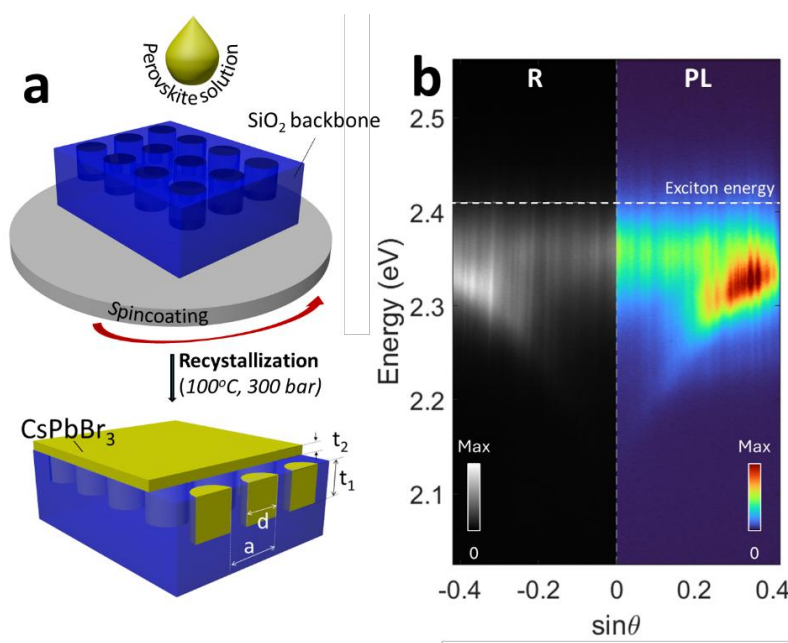 a
Perovskite solution
SiO₂ backbone
Spincoating
Recystallization
(100°C, 300 bar)
CsPbBr₃
t₂
t₁
d
a
b
R
PL
Exciton energy
Energy (eV)
2.5
2.4
2.3
2.2
2.1
Max
0
Max
0
-0.4
-0.2
0
0.2
0.4
sinθ